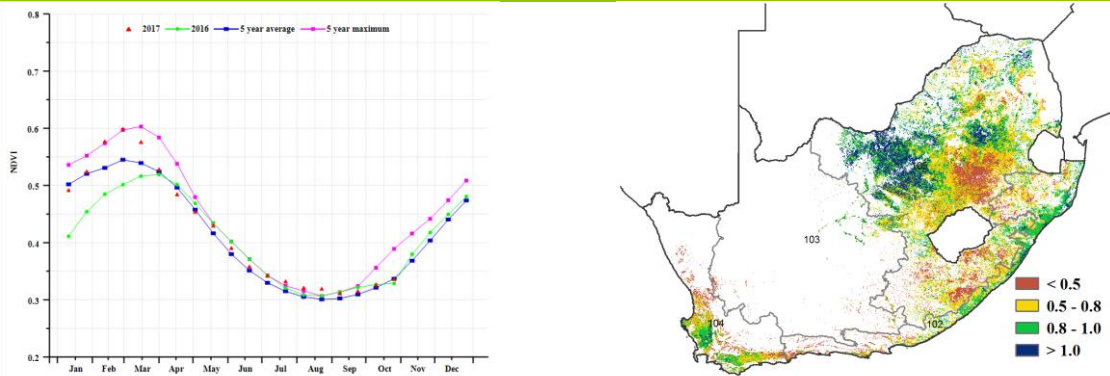 0.8
2017 2016 5 year average 5 year maximum
0.7
0.6
NDVI
0.5
0.4
0.3
0.2
Jan Feb Mar Apr May Jun Jul Aug Sep Oct Nov Dec
103
104
102
< 0.5
0.5 - 0.8
0.8 - 1.0
> 1.0